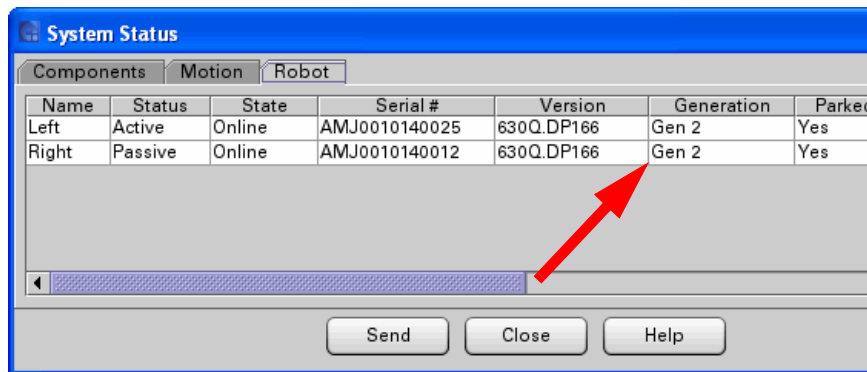 System Status
Components Motion Robot
Name Status State Serial # Version Generation Parked
Left Active Online AMJ0010140025 630Q.DP166 Gen 2 Yes
Right Passive Online AMJ0010140012 630Q.DP166 Gen 2 Yes
Send Close Help